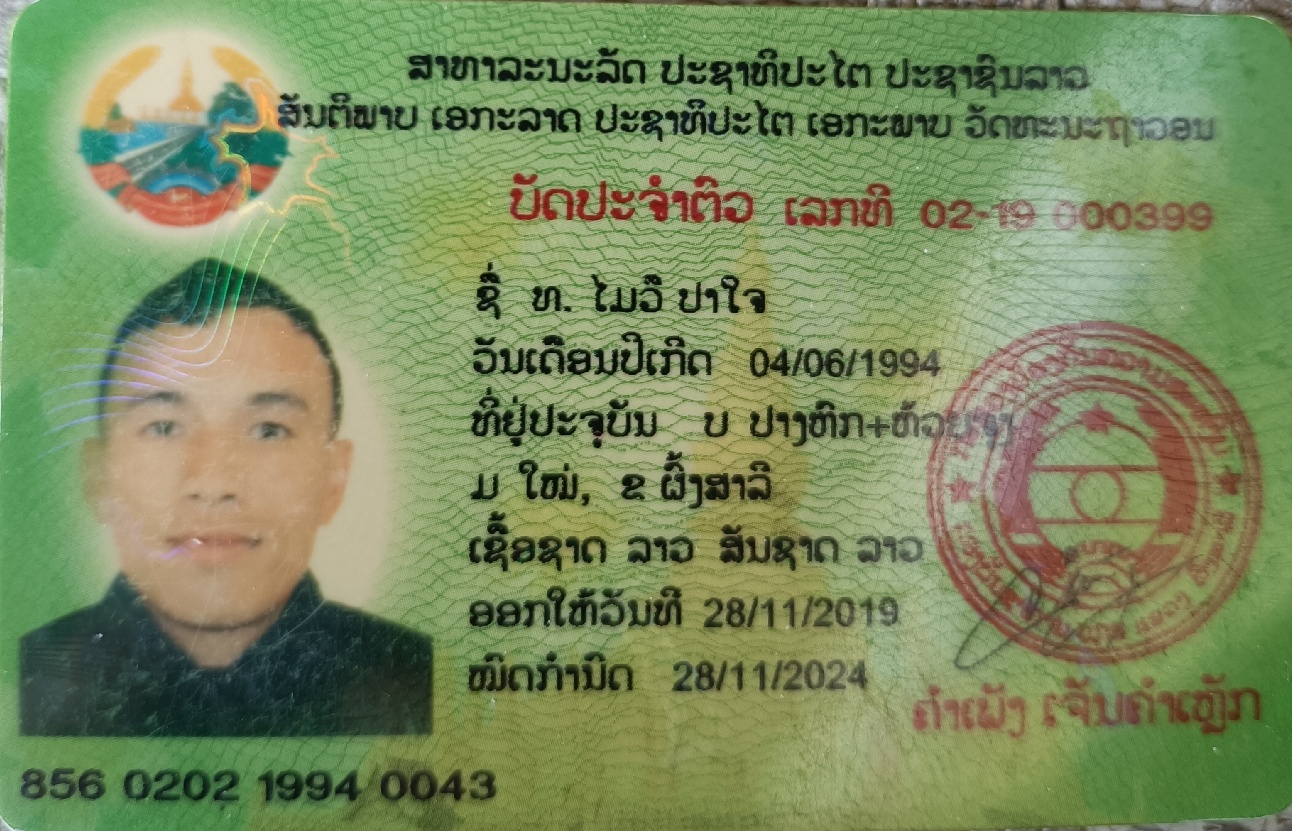 ສາທາລະນະລັດ ປະຊາທິປະໄຕ ປະຊາຊົນລາວ
ສັນຕິພາບ ເອກະລາດ ປະຊາທິປະໄຕ ເອກະພາບ ວັດທະນະຖາວອນ
ບັດປະຈຳຕົວ ເລກທີ 02-19 000399
ຊື່ ທ. ໄມວື ປາໃຈ
ວັນເດືອນປີເກີດ 04/06/1994
ທີ່ຢູ່ປະຈຸບັນ ບ ປາງຫົກ+ຫ້ວຍ
ມ ໃໝ່, ຂ ຜົ້ງສາລີ
ເຊື້ອຊາດ ລາວ ສັນຊາດ ລາວ
ອອກໃຫ້ວັນທີ 28/11/2019
ໝົດກຳນົດ 28/11/2024
ຄຳເພັງ ເຈັນຄຳເຫຼັກ
856 0202 1994 0043